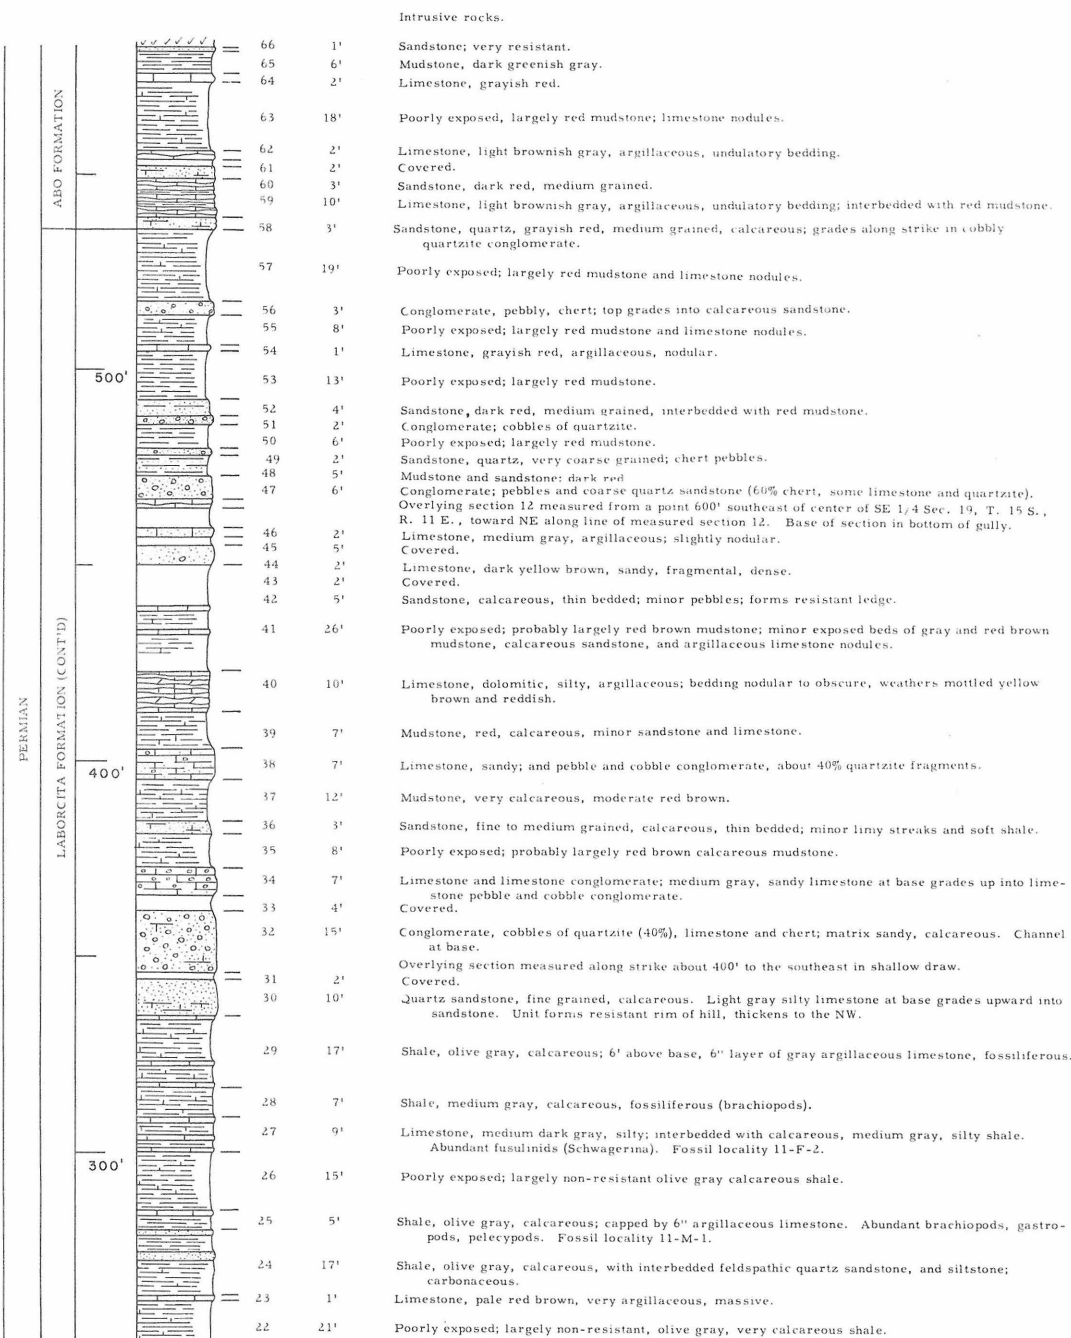 Intrusive rocks.
66 1' Sandstone; very resistant.
65 6' Mudstone, dark greenish gray.
64 2' Limestone, grayish red.
63 18' Poorly exposed, largely red mudstone; limestone nodules.
62 2' Limestone, light brownish gray, argillaceous, undulatory bedding.
61 2' Covered.
60 3' Sandstone, dark red, medium grained.
59 10' Limestone, light brownish gray, argillaceous, undulatory bedding; interbedded with red mudstone.
ABO FORMATION
58 3' Sandstone, quartz, grayish red, medium grained, calcareous; grades along strike in cobbly
quartzite conglomerate.
57 19' Poorly exposed; largely red mudstone and limestone nodules.
56 3' Conglomerate, pebbly, chert; top grades into calcareous sandstone.
55 8' Poorly exposed; largely red mudstone and limestone nodules.
54 1' Limestone, grayish red, argillaceous, nodular.
500'
53 13' Poorly exposed; largely red mudstone.
52 4' Sandstone, dark red, medium grained, interbedded with red mudstone.
51 2' Conglomerate; cobbles of quartzite.
50 6' Poorly exposed; largely red mudstone.
49 2' Sandstone, quartz, very coarse grained; chert pebbles.
48 5' Mudstone and sandstone: dark red
47 6' Conglomerate; pebbles and coarse quartz sandstone (60% chert, some limestone and quartzite).
Overlying section 12 measured from a point 600' southeast of center of SE 1/4 Sec. 19, T. 15 S.,
R. 11 E., toward NE along line of measured section 12. Base of section in bottom of gully.
46 2' Limestone, medium gray, argillaceous; slightly nodular.
45 5' Covered.
44 2' Limestone, dark yellow brown, sandy, fragmental, dense.
43 2' Covered.
42 5' Sandstone, calcareous, thin bedded; minor pebbles; forms resistant ledge.
41 26' Poorly exposed; probably largely red brown mudstone; minor exposed beds of gray and red brown
mudstone, calcareous sandstone, and argillaceous limestone nodules.
40 10' Limestone, dolomitic, silty, argillaceous; bedding nodular to obscure, weathers mottled yellow
brown and reddish.
PERMIAN
LABORCITA FORMATION (CONT'D)
39 7' Mudstone, red, calcareous, minor sandstone and limestone.
400'
38 7' Limestone, sandy; and pebble and cobble conglomerate, about 40% quartzite fragments.
37 12' Mudstone, very calcareous, moderate red brown.
36 3' Sandstone, fine to medium grained, calcareous, thin bedded; minor limy streaks and soft shale.
35 8' Poorly exposed; probably largely red brown calcareous mudstone.
34 7' Limestone and limestone conglomerate; medium gray, sandy limestone at base grades up into lime-
stone pebble and cobble conglomerate.
33 4' Covered.
32 15' Conglomerate, cobbles of quartzite (40%), limestone and chert; matrix sandy, calcareous. Channel
at base.
Overlying section measured along strike about 400' to the southeast in shallow draw.
31 2' Covered.
30 10' Quartz sandstone, fine grained, calcareous. Light gray silty limestone at base grades upward into
sandstone. Unit forms resistant rim of hill, thickens to the NW.
29 17' Shale, olive gray, calcareous; 6' above base, 6" layer of gray argillaceous limestone, fossiliferous.
28 7' Shale, medium gray, calcareous, fossiliferous (brachiopods).
27 9' Limestone, medium dark gray, silty; interbedded with calcareous, medium gray, silty shale.
Abundant fusulinids (Schwagerina). Fossil locality 11-F-2.
300'
26 15' Poorly exposed; largely non-resistant olive gray calcareous shale.
25 5' Shale, olive gray, calcareous; capped by 6" argillaceous limestone. Abundant brachiopods, gastro-
pods, pelecypods. Fossil locality 11-M-1.
24 17' Shale, olive gray, calcareous, with interbedded feldspathic quartz sandstone, and siltstone;
carbonaceous.
23 1' Limestone, pale red brown, very argillaceous, massive.
22 21' Poorly exposed; largely non-resistant, olive gray, very calcareous shale.